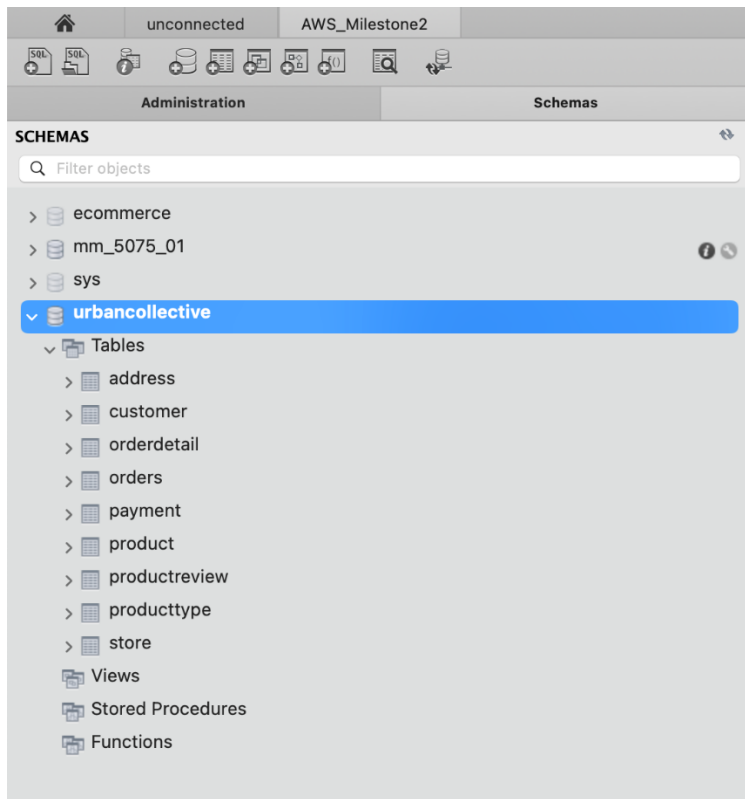 unconnected AWS_Milestone2
SQL SQL f()
Administration Schemas
SCHEMAS
Filter objects
ecommerce
mm_5075_01
sys
urbancollective
Tables
address
customer
orderdetail
orders
payment
product
productreview
producttype
store
Views
Stored Procedures
Functions